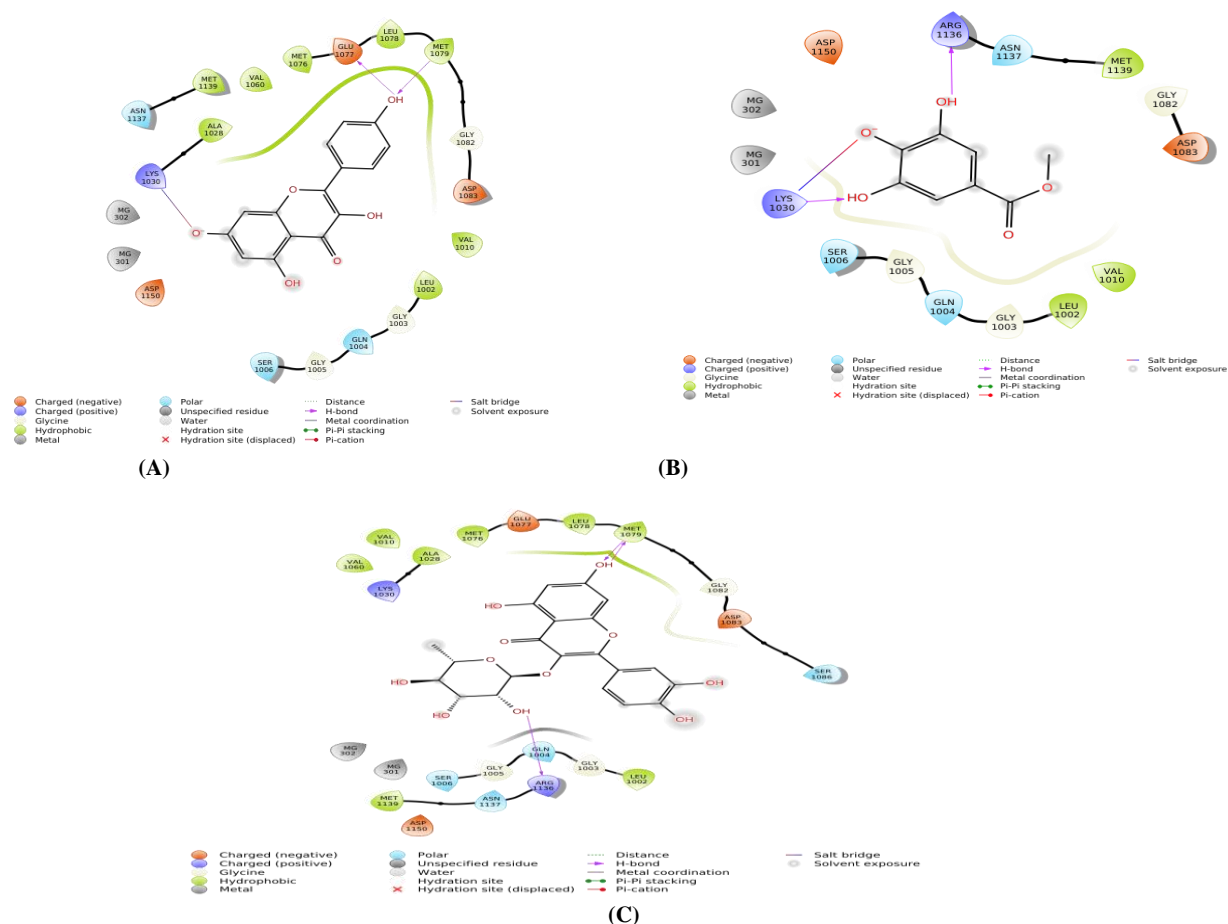 LEU
1078
GLU
1077
MET
1079
MET
1076
VAL
1060
MET
1139
ASN
1137
OH
GLY
1082
ALA
1028
LYS
1030
ASP
1083
O
MG
302
O⁻
OH
VAL
1010
MG
301
O
OH
ASP
1150
LEU
1002
GLY
1003
GLN
1004
SER
1006
GLY
1005
Charged (negative)
Charged (positive)
Glycine
Hydrophobic
Metal
Polar
Unspecified residue
Water
Hydration site
Hydration site (displaced)
Distance
H-bond
Metal coordination
Pi-Pi stacking
Pi-cation
Salt bridge
Solvent exposure
(A)
ARG
1136
ASP
1150
ASN
1137
MET
1139
MG
302
OH
GLY
1082
O⁻
ASP
1083
MG
301
LYS
1030
HO
O
O
SER
1006
GLY
1005
VAL
1010
GLN
1004
GLY
1003
LEU
1002
Charged (negative)
Charged (positive)
Glycine
Hydrophobic
Metal
Polar
Unspecified residue
Water
Hydration site
Hydration site (displaced)
Distance
H-bond
Metal coordination
Pi-Pi stacking
Pi-cation
Salt bridge
Solvent exposure
(B)
GLU
1077
LEU
1078
MET
1079
MET
1076
VAL
1010
VAL
1060
ALA
1028
LYS
1030
OH
GLY
1082
HO
ASP
1083
O
O
SER
1086
O
O
HO
OH
HO
OH
OH
MG
302
MG
301
GLN
1004
SER
1006
GLY
1005
GLY
1003
LEU
1002
ARG
1136
MET
1139
ASN
1137
ASP
1150
Charged (negative)
Charged (positive)
Glycine
Hydrophobic
Metal
Polar
Unspecified residue
Water
Hydration site
Hydration site (displaced)
Distance
H-bond
Metal coordination
Pi-Pi stacking
Pi-cation
Salt bridge
Solvent exposure
(C)